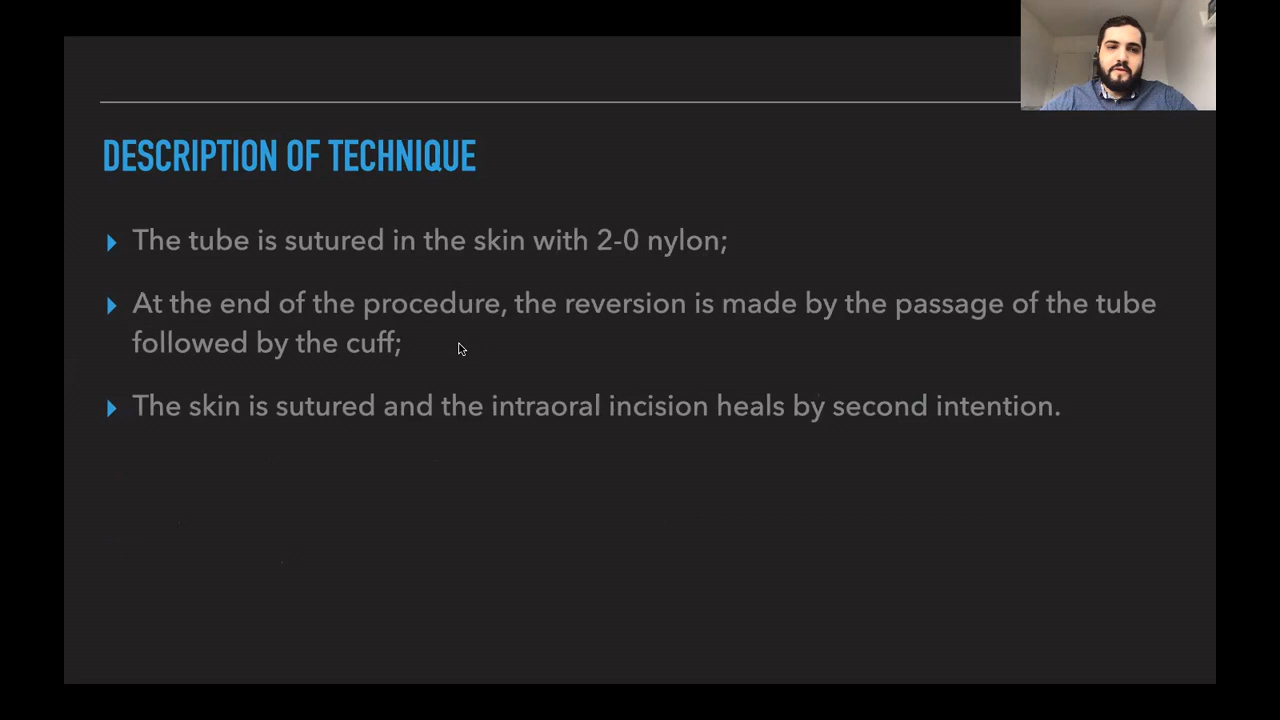 DESCRIPTION OF TECHNIQUE
The tube is sutured in the skin with 2-0 nylon;
At the end of the procedure, the reversion is made by the passage of the tube
followed by the cuff;
The skin is sutured and the intraoral incision heals by second intention.